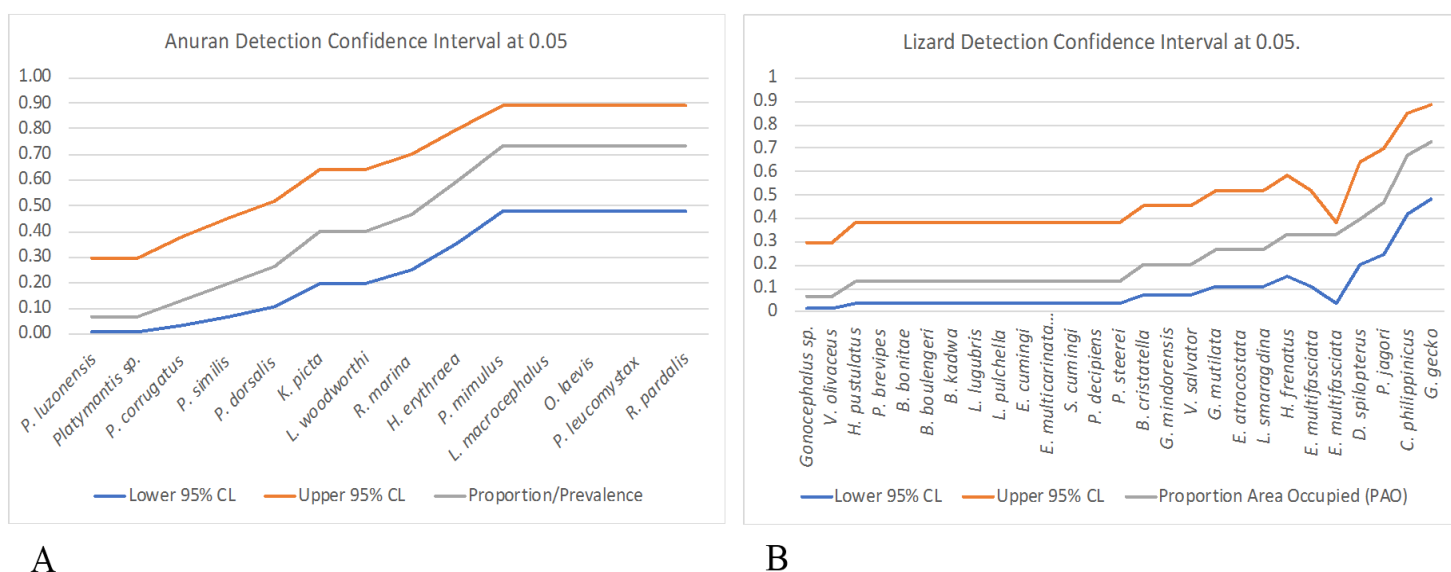 Anuran Detection Confidence Interval at 0.05
1.00
0.90
0.80
0.70
0.60
0.50
0.40
0.30
0.20
0.10
0.00
P. luzonensis
Platymantis sp.
P. corrugatus
P. similis
P. dorsalis
K. picta
L. woodworthi
R. marina
H. erythraea
P. mimulus
L. macrocephalus
O. laevis
P. leucomystax
R. pardalis
Lower 95% CL Upper 95% CL Proportion/Prevalence
A
Lizard Detection Confidence Interval at 0.05.
1
0.9
0.8
0.7
0.6
0.5
0.4
0.3
0.2
0.1
0
Gonocephalus sp.
V. olivaceus
H. pustulatus
P. brevipes
B. bonitae
B. boulengeri
B. kadwa
L. lugubris
L. pulchella
E. cumingi
E. multicarinata...
S. cumingi
P. decipiens
P. steerei
B. cristatella
G. mindorensis
V. salvator
G. mutilata
E. atrocostata
L. smaragdina
H. frenatus
E. multifasciata
E multifasciata
D. spilopterus
P. jagori
C. philippinicus
G. gecko
Lower 95% CL Upper 95% CL Proportion Area Occupied (PAO)
B